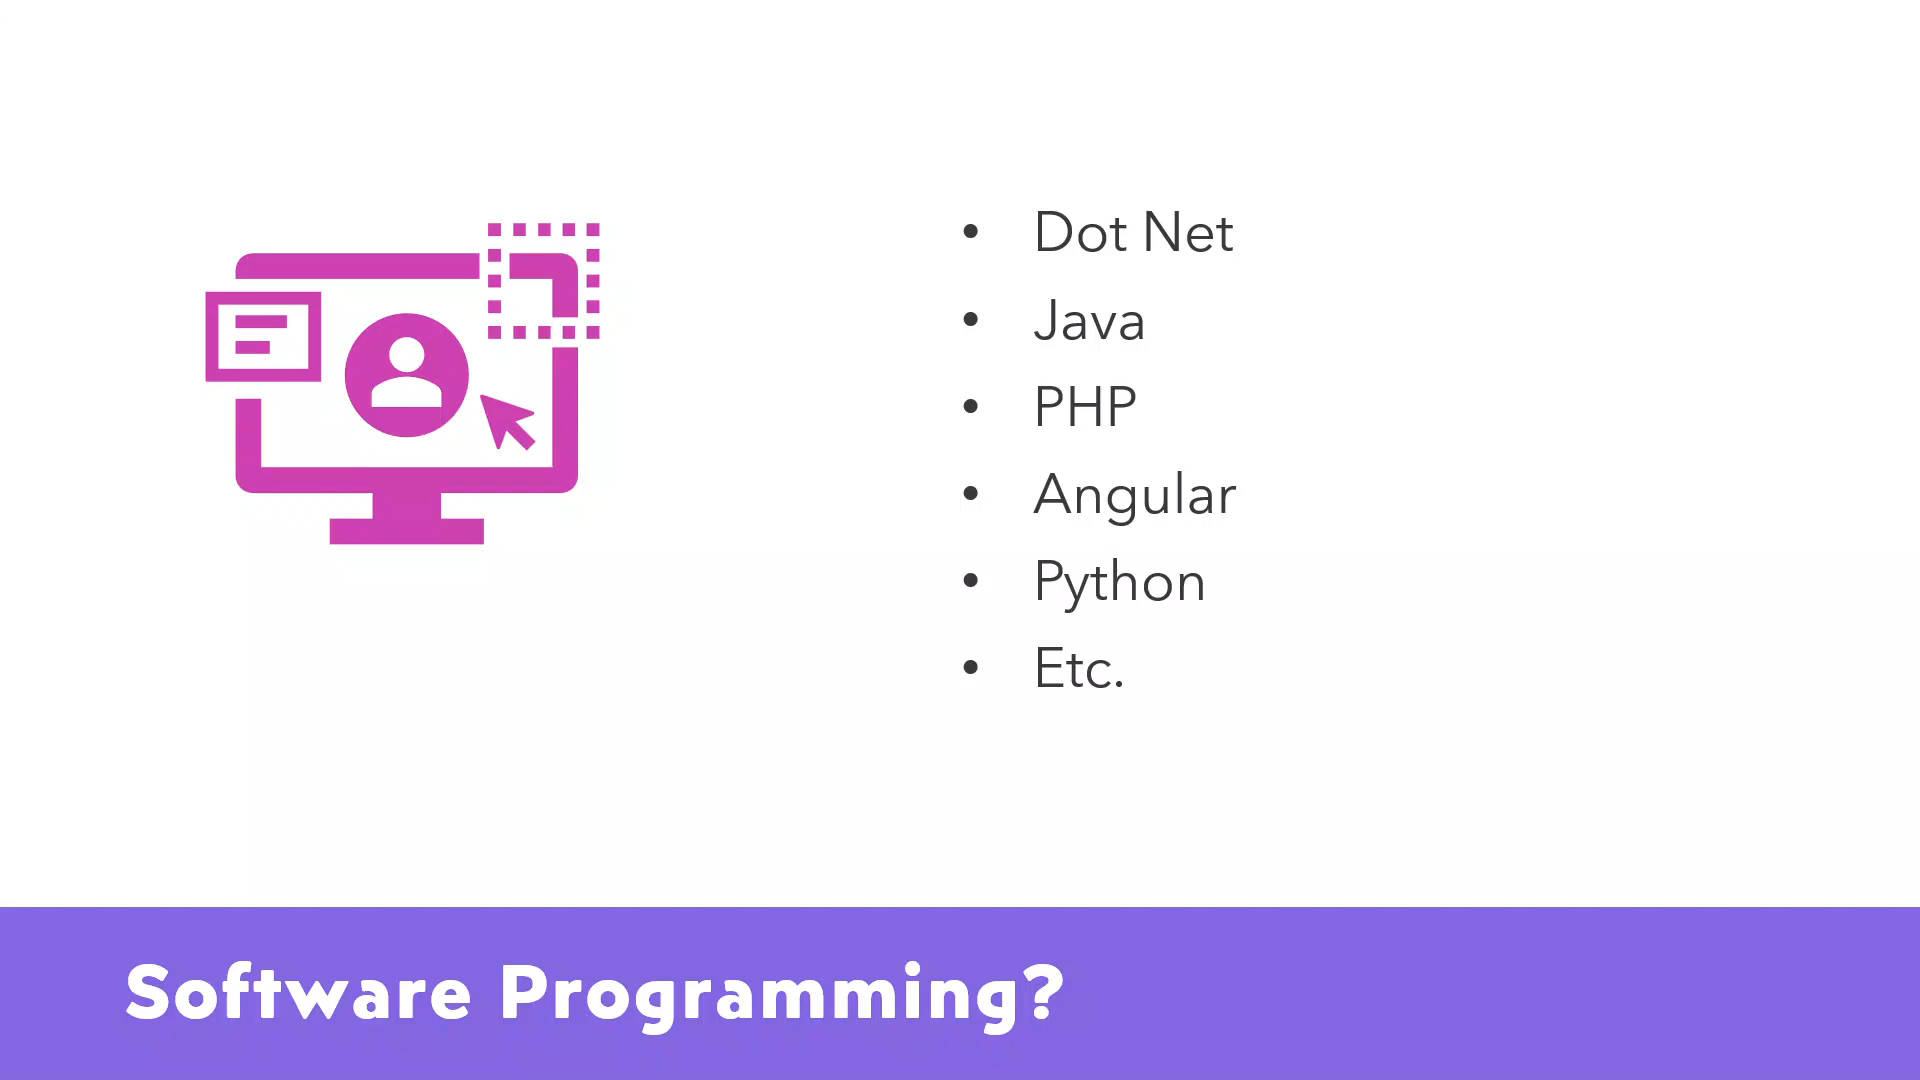 • Dot Net
• Java
• PHP
• Angular
• Python
• Etc.
Software Programming?